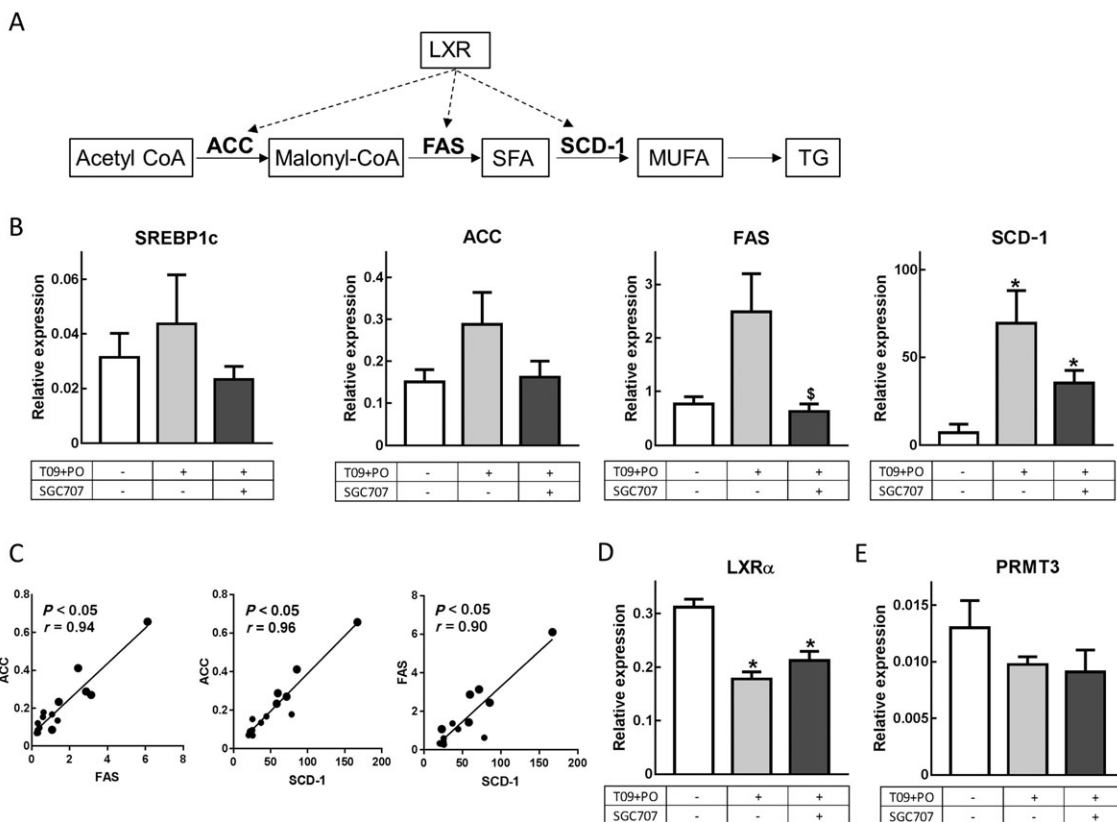 A
LXR
ACC FAS SCD-1
Acetyl CoA Malonyl-CoA SFA MUFA TG
B
SREBP1c
Relative expression
0.06
0.04
0.02
0
T09+PO - + +
SGC707 - - +
ACC
Relative expression
0.4
0.3
0.2
0.1
0
T09+PO - + +
SGC707 - - +
FAS
Relative expression
3
2
1
0
$
T09+PO - + +
SGC707 - - +
SCD-1
Relative expression
100
50
0
* *
T09+PO - + +
SGC707 - - +
C
P < 0.05
r = 0.94
ACC
0.8
0.6
0.4
0.2
0.0
0 2 4 6 8
FAS
P < 0.05
r = 0.96
ACC
0.8
0.6
0.4
0.2
0.0
0 50 100 150 200
SCD-1
P < 0.05
r = 0.90
FAS
8
6
4
2
0
0 50 100 150 200
SCD-1
D
LXRα
Relative expression
0.3
0.2
0.1
0
* *
T09+PO - + +
SGC707 - - +
E
PRMT3
Relative expression
0.015
0.010
0.005
0
T09+PO - + +
SGC707 - - +